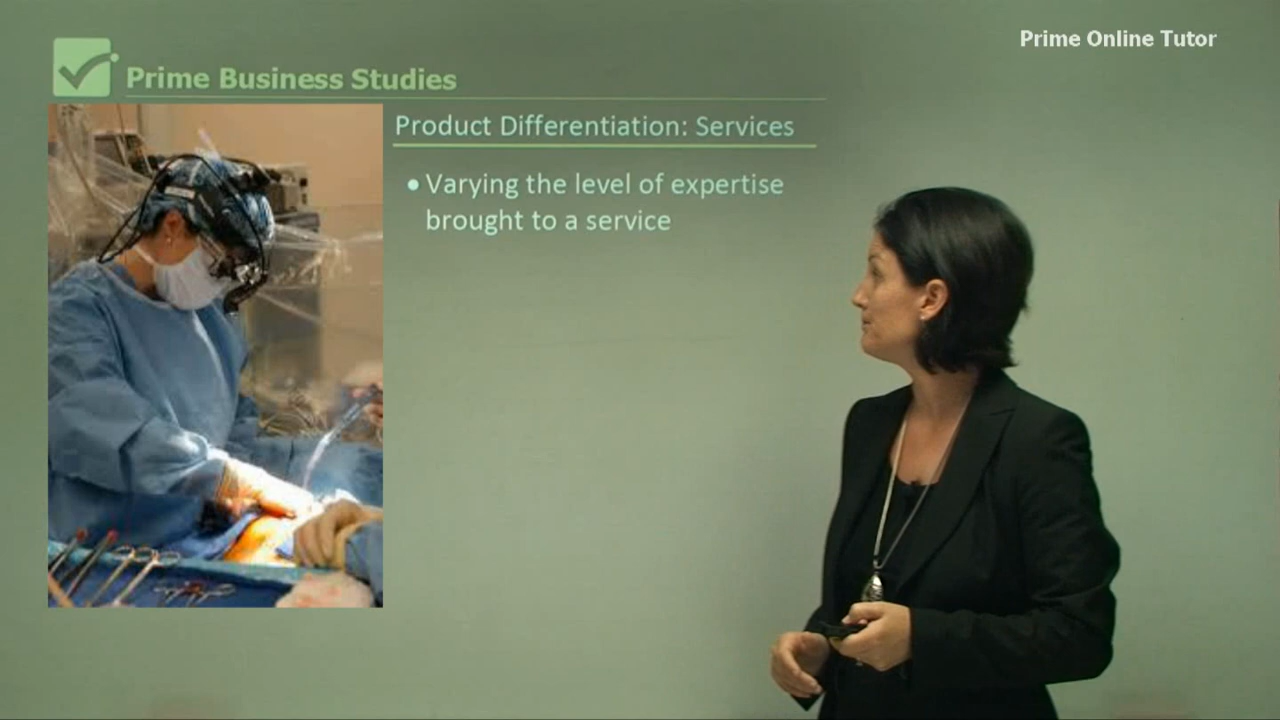 Prime Online Tutor
Prime Business Studies
Product Differentiation: Services
• Varying the level of expertise
brought to a service